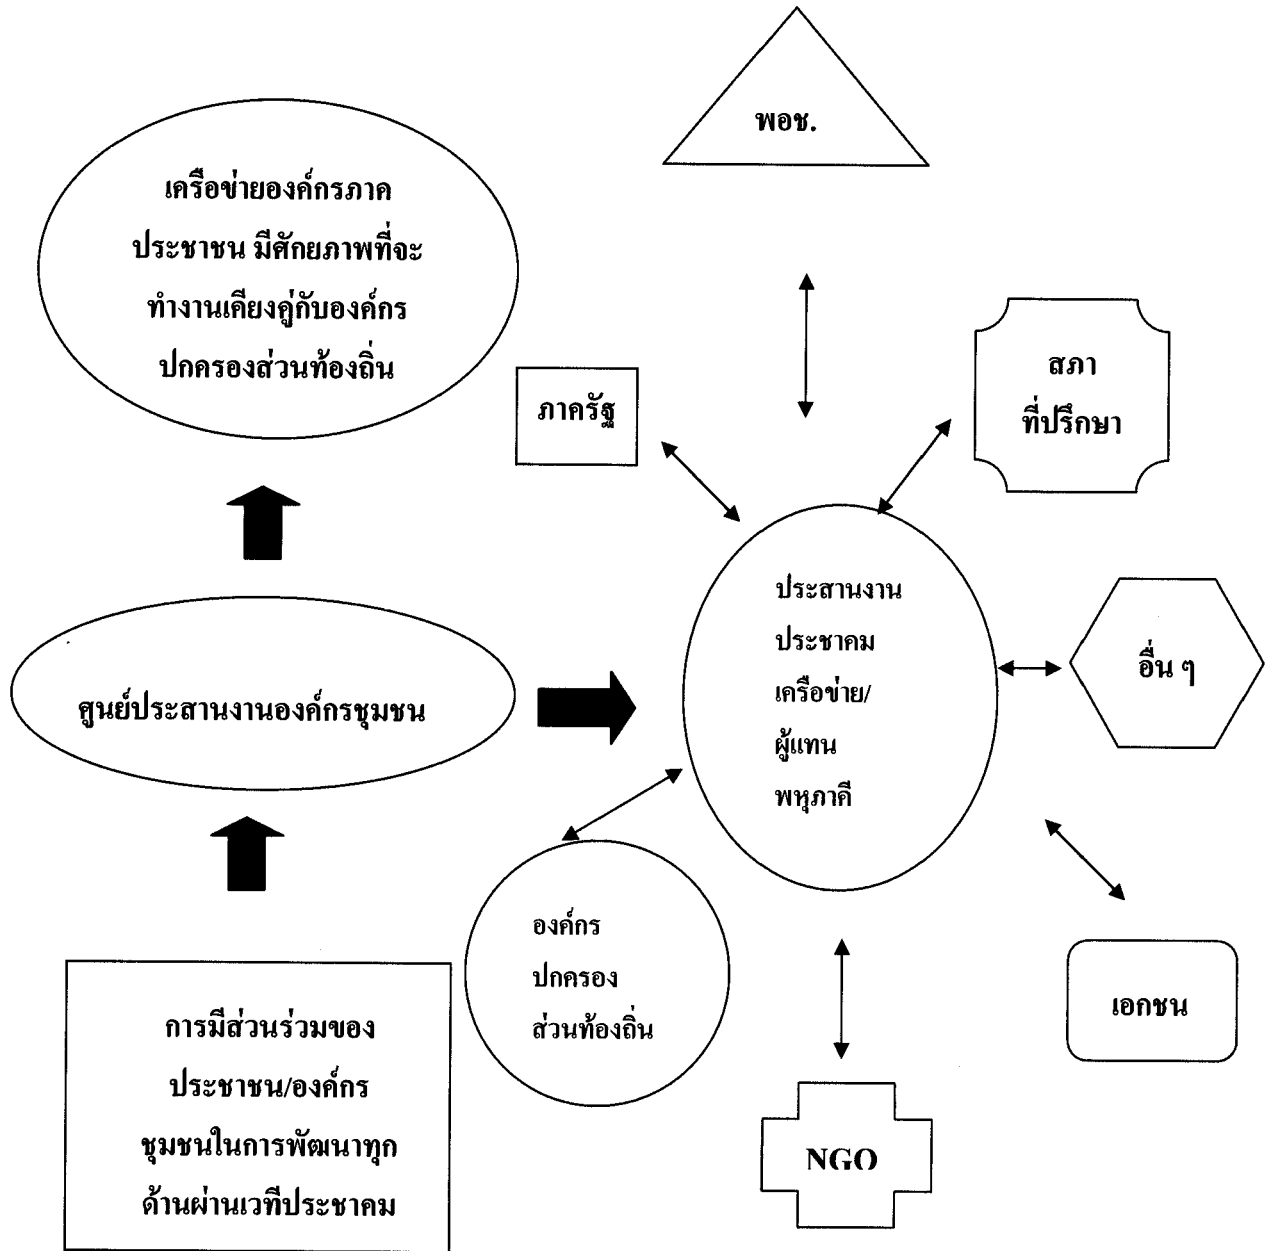 พอช.
เครือข่ายองค์กรภาค
ประชาชน มีศักยภาพที่จะ
ทำงานเคียงคู่กับองค์กร
ปกครองส่วนท้องถิ่น
ภาครัฐ
สภา
ที่ปรึกษา
ประสานงาน
ประชาคม
เครือข่าย/
ผู้แทน
พหุภาคี
อื่น ๆ
ศูนย์ประสานงานองค์กรชุมชน
องค์กร
ปกครอง
ส่วนท้องถิ่น
เอกชน
การมีส่วนร่วมของ
ประชาชน/องค์กร
ชุมชนในการพัฒนาทุก
ด้านผ่านเวทีประชาคม
NGO